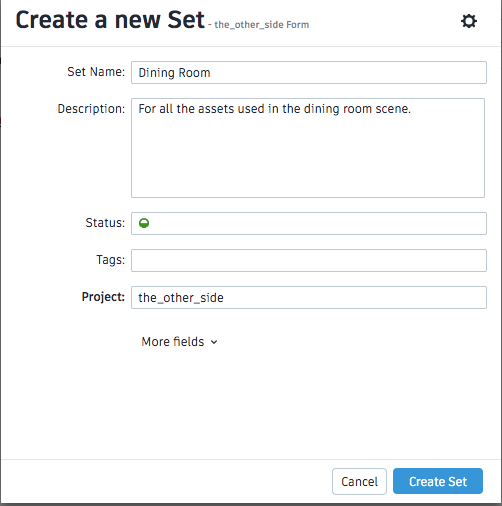 Create a new Set - the_other_side Form
Set Name: Dining Room
Description: For all the assets used in the dining room scene.
Status:
Tags:
Project: the_other_side
More fields
Cancel Create Set